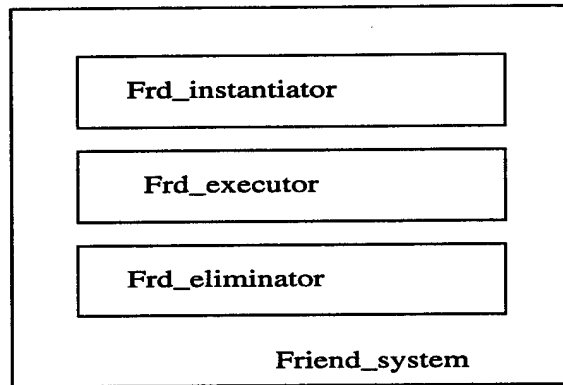 Frd_instantiator
Frd_executor
Frd_eliminator
Friend_system